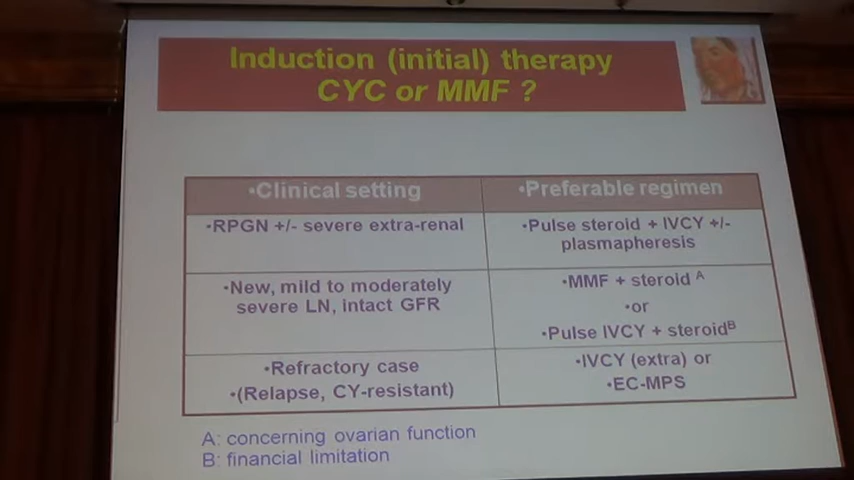 Induction (initial) therapy
CYC or MMF ?
•Clinical setting
•Preferable regimen
•RPGN +/- severe extra-renal
•Pulse steroid + IVCY +/-
plasmapheresis
•New, mild to moderately
severe LN, intact GFR
•MMF + steroid A
•or
•Pulse IVCY + steroidB
•Refractory case
•(Relapse, CY-resistant)
•IVCY (extra) or
•EC-MPS
A: concerning ovarian function
B: financial limitation